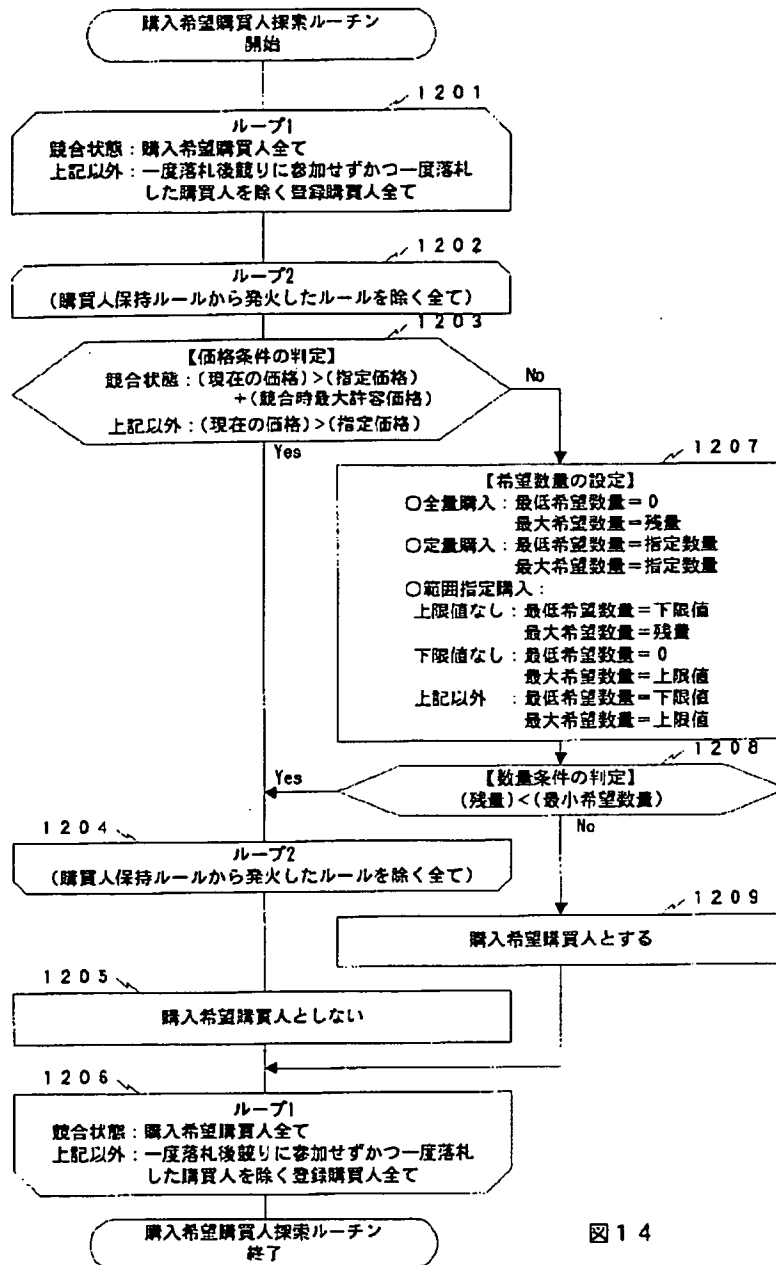 購入希望購買人探索ルーチン
開始
1201
ループ1
競合状態：購入希望購買人全て
上記以外：一度落札後競りに参加せずかつ一度落札
した購買人を除く登録購買人全て
1202
ループ2
(購買人保持ルールから発火したルールを除く全て)
1203
【価格条件の判定】
競合状態：(現在の価格)＞(指定価格)
＋(競合時最大許容価格)
上記以外：(現在の価格)＞(指定価格)
No
Yes
1207
【希望数量の設定】
○全量購入：最低希望数量＝0
最大希望数量＝残量
○定量購入：最低希望数量＝指定数量
最大希望数量＝指定数量
○範囲指定購入：
上限値なし：最低希望数量＝下限値
最大希望数量＝残量
下限値なし：最低希望数量＝0
最大希望数量＝上限値
上記以外　：最低希望数量＝下限値
最大希望数量＝上限値
1208
【数量条件の判定】
(残量)＜(最小希望数量)
Yes
No
1204
ループ2
(購買人保持ルールから発火したルールを除く全て)
1209
購入希望購買人とする
1205
購入希望購買人としない
1206
ループ1
競合状態：購入希望購買人全て
上記以外：一度落札後競りに参加せずかつ一度落札
した購買人を除く登録購買人全て
購入希望購買人探索ルーチン
終了
図14